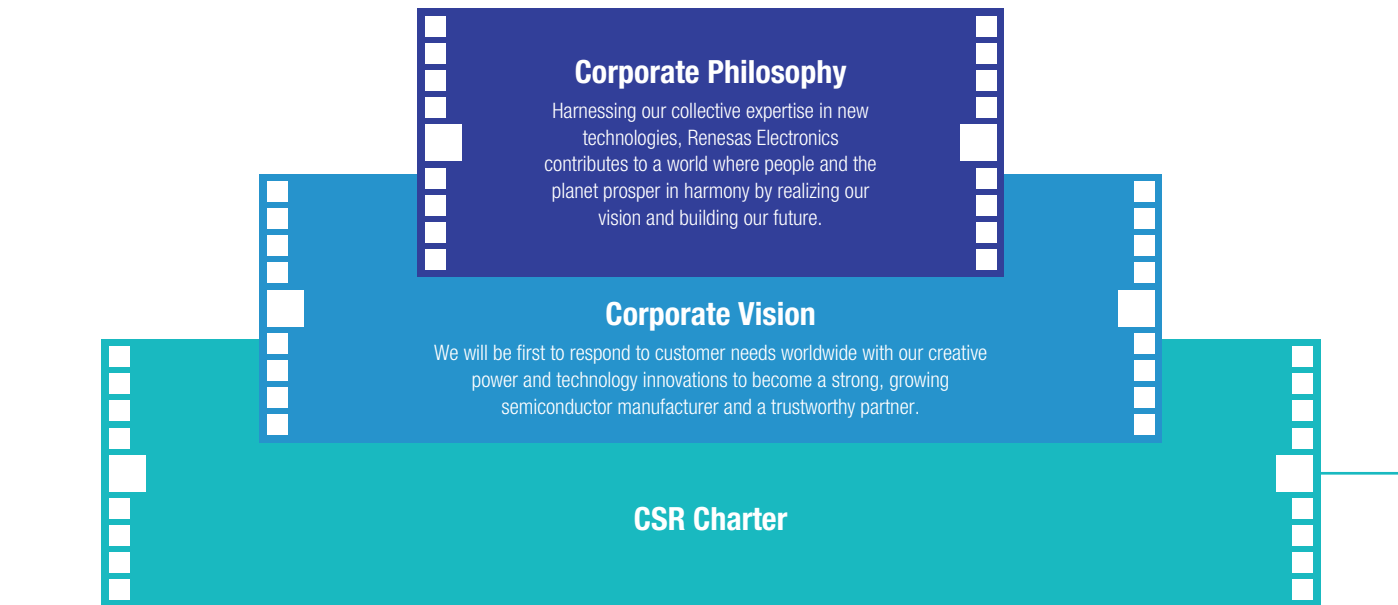 Corporate Philosophy
Harnessing our collective expertise in new
technologies, Renesas Electronics
contributes to a world where people and the
planet prosper in harmony by realizing our
vision and building our future.
Corporate Vision
We will be first to respond to customer needs worldwide with our creative
power and technology innovations to become a strong, growing
semiconductor manufacturer and a trustworthy partner.
CSR Charter